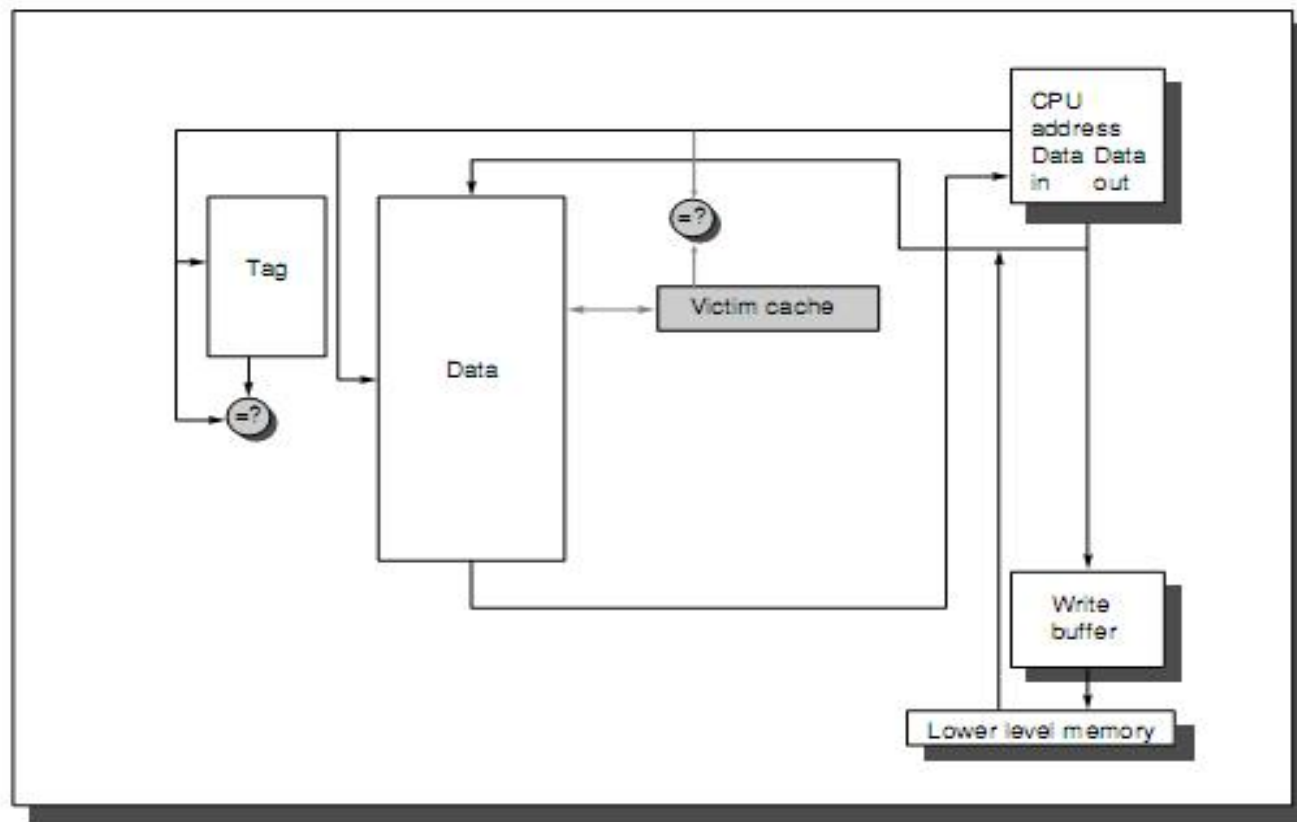 CPU
address
Data Data
in out
=?
Tag
Victim cache
Data
=?
Write
buffer
Lower level memory